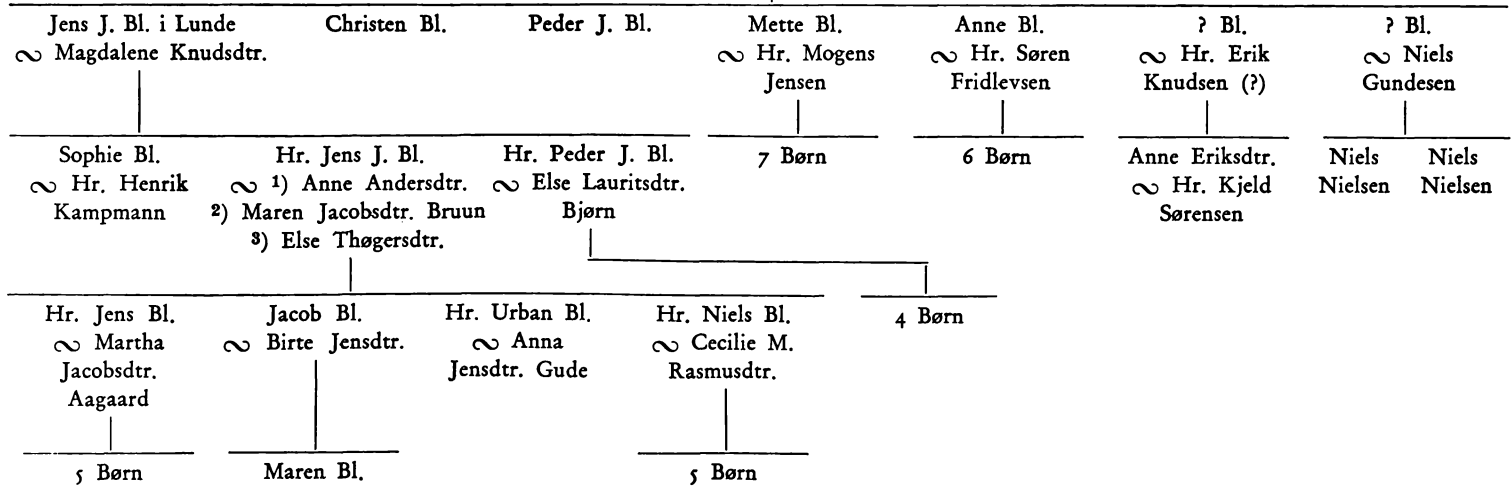 Jens J. Bl. i Lunde
∾ Magdalene Knudsdtr.
Christen Bl.
Peder J. Bl.
Mette Bl.
∾ Hr. Mogens
Jensen
Anne Bl.
∾ Hr. Søren
Fridlevsen
? Bl.
∾ Hr. Erik
Knudsen (?)
? Bl.
∾ Niels
Gundesen
Sophie Bl.
∾ Hr. Henrik
Kampmann
Hr. Jens J. Bl.
∾ 1) Anne Andersdtr.
2) Maren Jacobsdtr. Bruun
3) Else Thøgersdtr.
Hr. Peder J. Bl.
∾ Else Lauritsdtr.
Bjørn
7 Børn
6 Børn
Anne Eriksdtr.
∾ Hr. Kjeld
Sørensen
Niels
Nielsen
Niels
Nielsen
Hr. Jens Bl.
∾ Martha
Jacobsdtr.
Aagaard
Jacob Bl.
∾ Birte Jensdtr.
Hr. Urban Bl.
∾ Anna
Jensdtr. Gude
Hr. Niels Bl.
∾ Cecilie M.
Rasmusdtr.
4 Børn
5 Børn
Maren Bl.
5 Børn